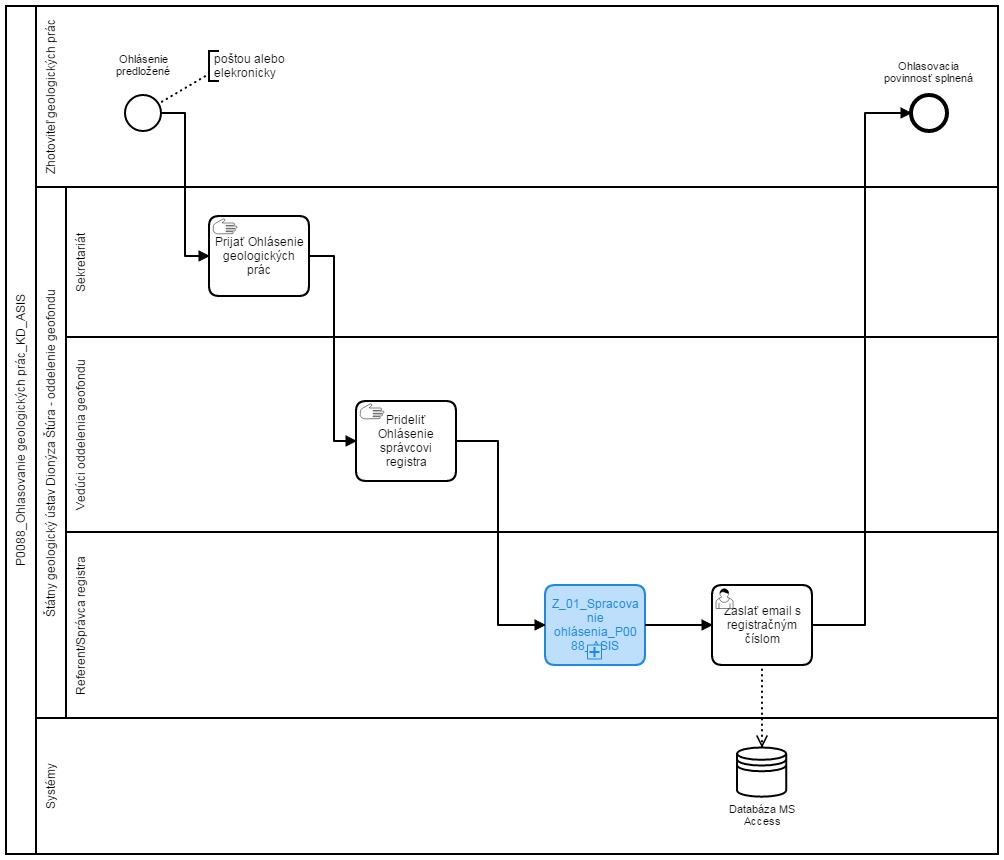 P0088_Ohlasovanie geologických prác_KD_ASIS
Zhotoviteľ geologických prác
Ohlásenie
predložené
poštou alebo
elekronicky
Ohlasovacia
povinnosť splnená
Štátny geologický ústav Dionýza Štúra - oddelenie geofondu
Sekretariát
Prijať Ohlásenie
geologických
prác
Vedúci oddelenia geofondu
Prideliť
Ohlásenie
správcovi
registra
Referent/Správca registra
Z_01_Spracova
nie
ohlásenia_P00
88_ASIS
Zaslať email s
registračným
číslom
Systémy
Databáza MS
Access